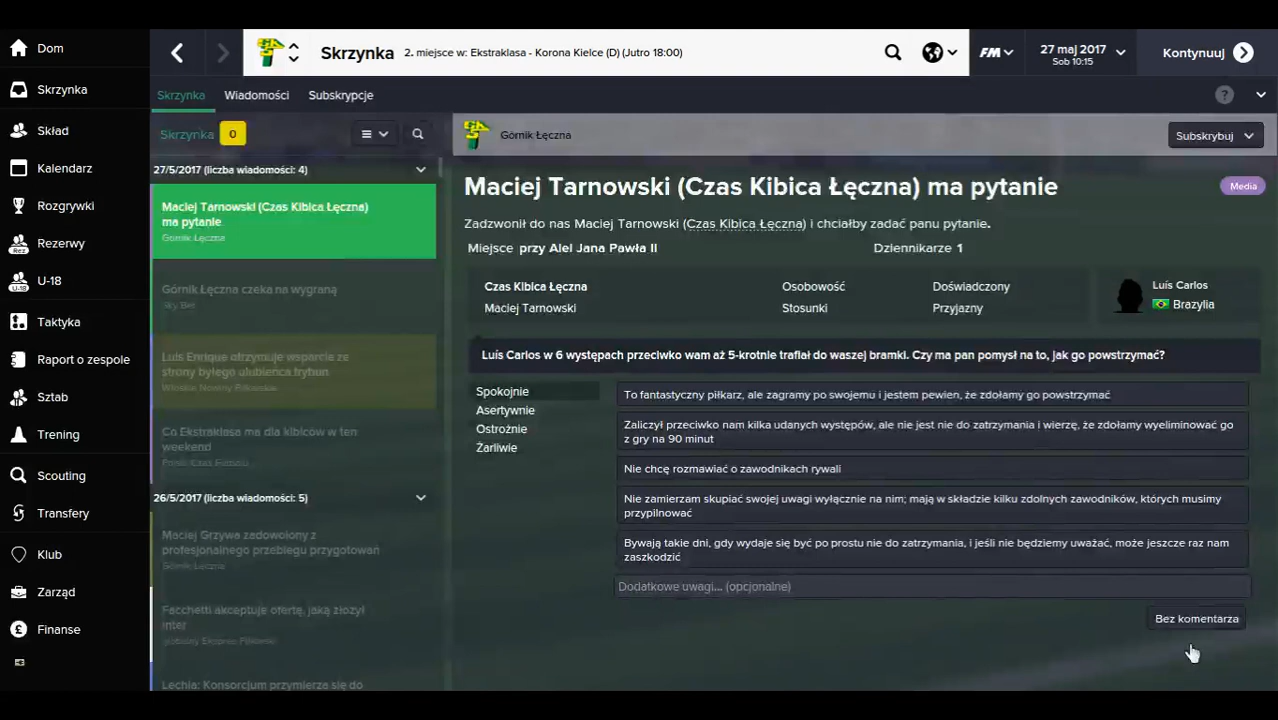 Dom
Skrzynka
Skład
Kalendarz
Rozgrywki
Rezerwy
U-18
Taktyka
Raport o zespole
Sztab
Trening
Scouting
Transfery
Klub
Zarząd
Finanse
Skrzynka
2. miejsce w: Ekstraklasa - Korona Kielce (D) (Jutro 18:00)
FM
27 maj 2017
Sob 10:15
Kontynuuj
Skrzynka Wiadomości Subskrypcje
?
Skrzynka 0
27/5/2017 (liczba wiadomości: 4)
Maciej Tarnowski (Czas Kibica Łęczna)
ma pytanie
Górnik Łęczna
Górnik Łęczna czeka na wygraną
Sky Bet
Luis Enrique otrzymuje wsparcie ze
strony byłego ulubieńca trybun
Włoskie Nowiny Piłkarskie
Co Ekstraklasa ma dla kibiców w ten
weekend
26/5/2017 (liczba wiadomości: 5)
Maciej Grzywa zadowolony z
profesjonalnego przebiegu przygotowań
Górnik Łęczna
Facchetti akceptuje ofertę, jaką złożył
Inter
Lechia: Konsorcjum przymierza się do
Górnik Łęczna
Subskrybuj
Maciej Tarnowski (Czas Kibica Łęczna) ma pytanie
Media
Zadzwonił do nas Maciej Tarnowski (Czas Kibica Łęczna) i chciałby zadać panu pytanie.
Miejsce przy Alei Jana Pawła II
Dziennikarze 1
Czas Kibica Łęczna
Osobowość
Doświadczony
Maciej Tarnowski
Stosunki
Przyjazny
Luís Carlos
Brazylia
Luís Carlos w 6 występach przeciwko wam aż 5-krotnie trafiał do waszej bramki. Czy ma pan pomysł na to, jak go powstrzymać?
Spokojnie
Asertywnie
Ostrożnie
Żarliwie
To fantastyczny piłkarz, ale zagramy po swojemu i jestem pewien, że zdołamy go powstrzymać
Zaliczył przeciwko nam kilka udanych występów, ale nie jest nie do zatrzymania i wierzę, że zdołamy wyeliminować go
z gry na 90 minut
Nie chcę rozmawiać o zawodnikach rywali
Nie zamierzam skupiać swojej uwagi wyłącznie na nim; mają w składzie kilku zdolnych zawodników, których musimy
przypilnować
Bywają takie dni, gdy wydaje się być po prostu nie do zatrzymania, i jeśli nie będziemy uważać, może jeszcze raz nam
zaszkodzić
Dodatkowe uwagi... (opcjonalne)
Bez komentarza